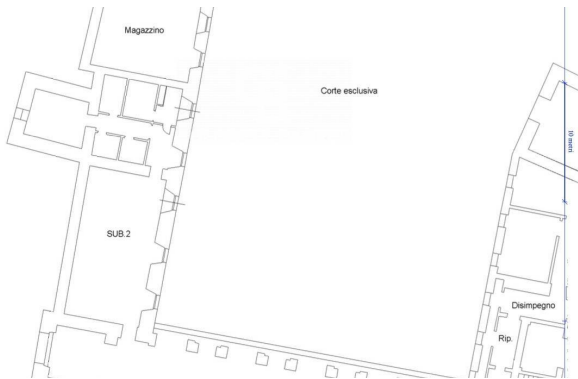 Magazzino
Corte esclusiva
10 metri
SUB.2
Disimpegno
Rip.